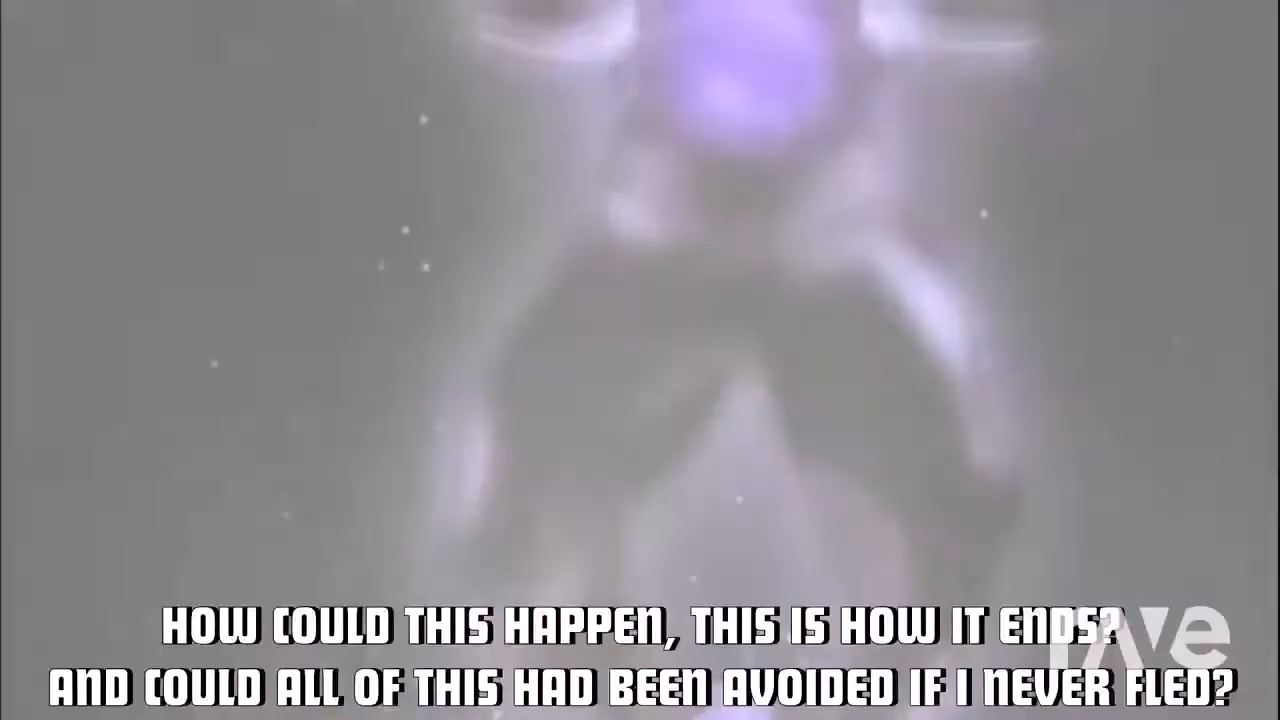 HOW COULD THIS HAPPEN, THIS IS HOW IT ENDS?
AND COULD ALL OF THIS HAD BEEN AVOIDED IF I NEVER FLED?